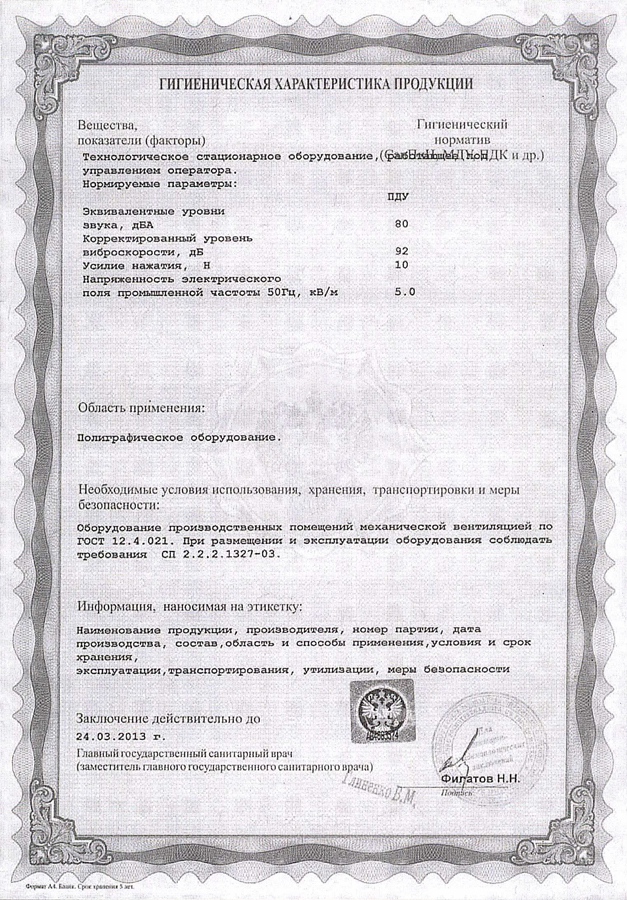 ГИГИЕНИЧЕСКАЯ ХАРАКТЕРИСТИКА ПРОДУКЦИИ
Вещества,
показатели (факторы)
Гигиенический
норматив
(СанПиН, МДУ, ПДК и др.)
Технологическое стационарное оборудование, работающее под
управлением оператора.
Нормируемые параметры:
ПДУ
Эквивалентные уровни
звука, дБА 80
Корректированный уровень
виброскорости, дБ 92
Усилие нажатия, Н 10
Напряженность электрического
поля промышленной частоты 50Гц, кВ/м 5.0
Область применения:
Полиграфическое оборудование.
Необходимые условия использования, хранения, транспортировки и меры
безопасности:
Оборудование производственных помещений механической вентиляцией по
ГОСТ 12.4.021. При размещении и эксплуатации оборудования соблюдать
требования СП 2.2.2.1327-03.
Информация, наносимая на этикетку:
Наименование продукции, производителя, номер партии, дата
производства, состав,область и способы применения,условия и срок
хранения,
эксплуатации,транспортирования, утилизации, меры безопасности
Заключение действительно до
24.03.2013 г.
Главный государственный санитарный врач
(заместитель главного государственного санитарного врача)
Глиненко В.М.
Филатов Н.Н.
Подпись
Для
заключений
Формат А4. Бланк. Срок хранения 5 лет.